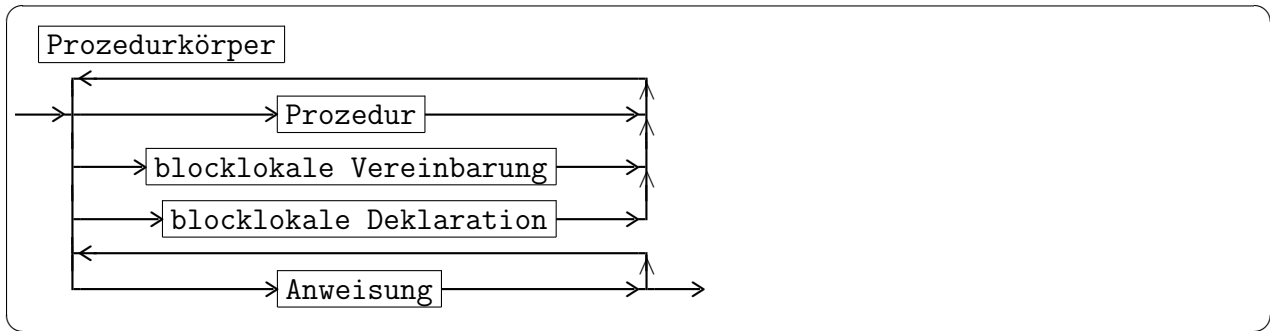 Prozedurkörper
Prozedur
blocklokale Vereinbarung
blocklokale Deklaration
Anweisung